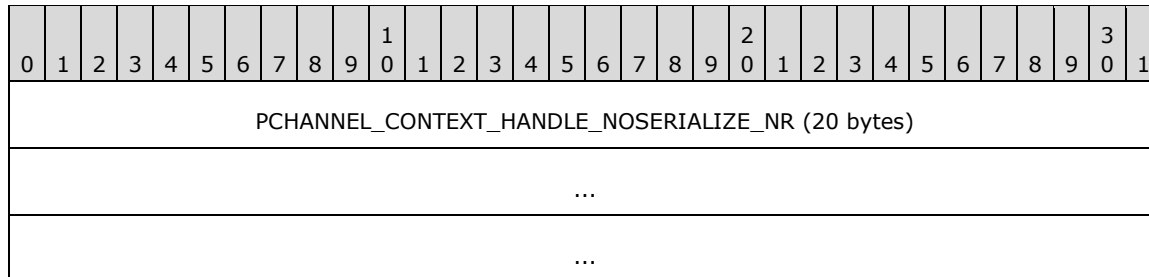 1 2 3
0 1 2 3 4 5 6 7 8 9 0 1 2 3 4 5 6 7 8 9 0 1 2 3 4 5 6 7 8 9 0 1
PCHANNEL_CONTEXT_HANDLE_NOSERIALIZE_NR (20 bytes)
...
...